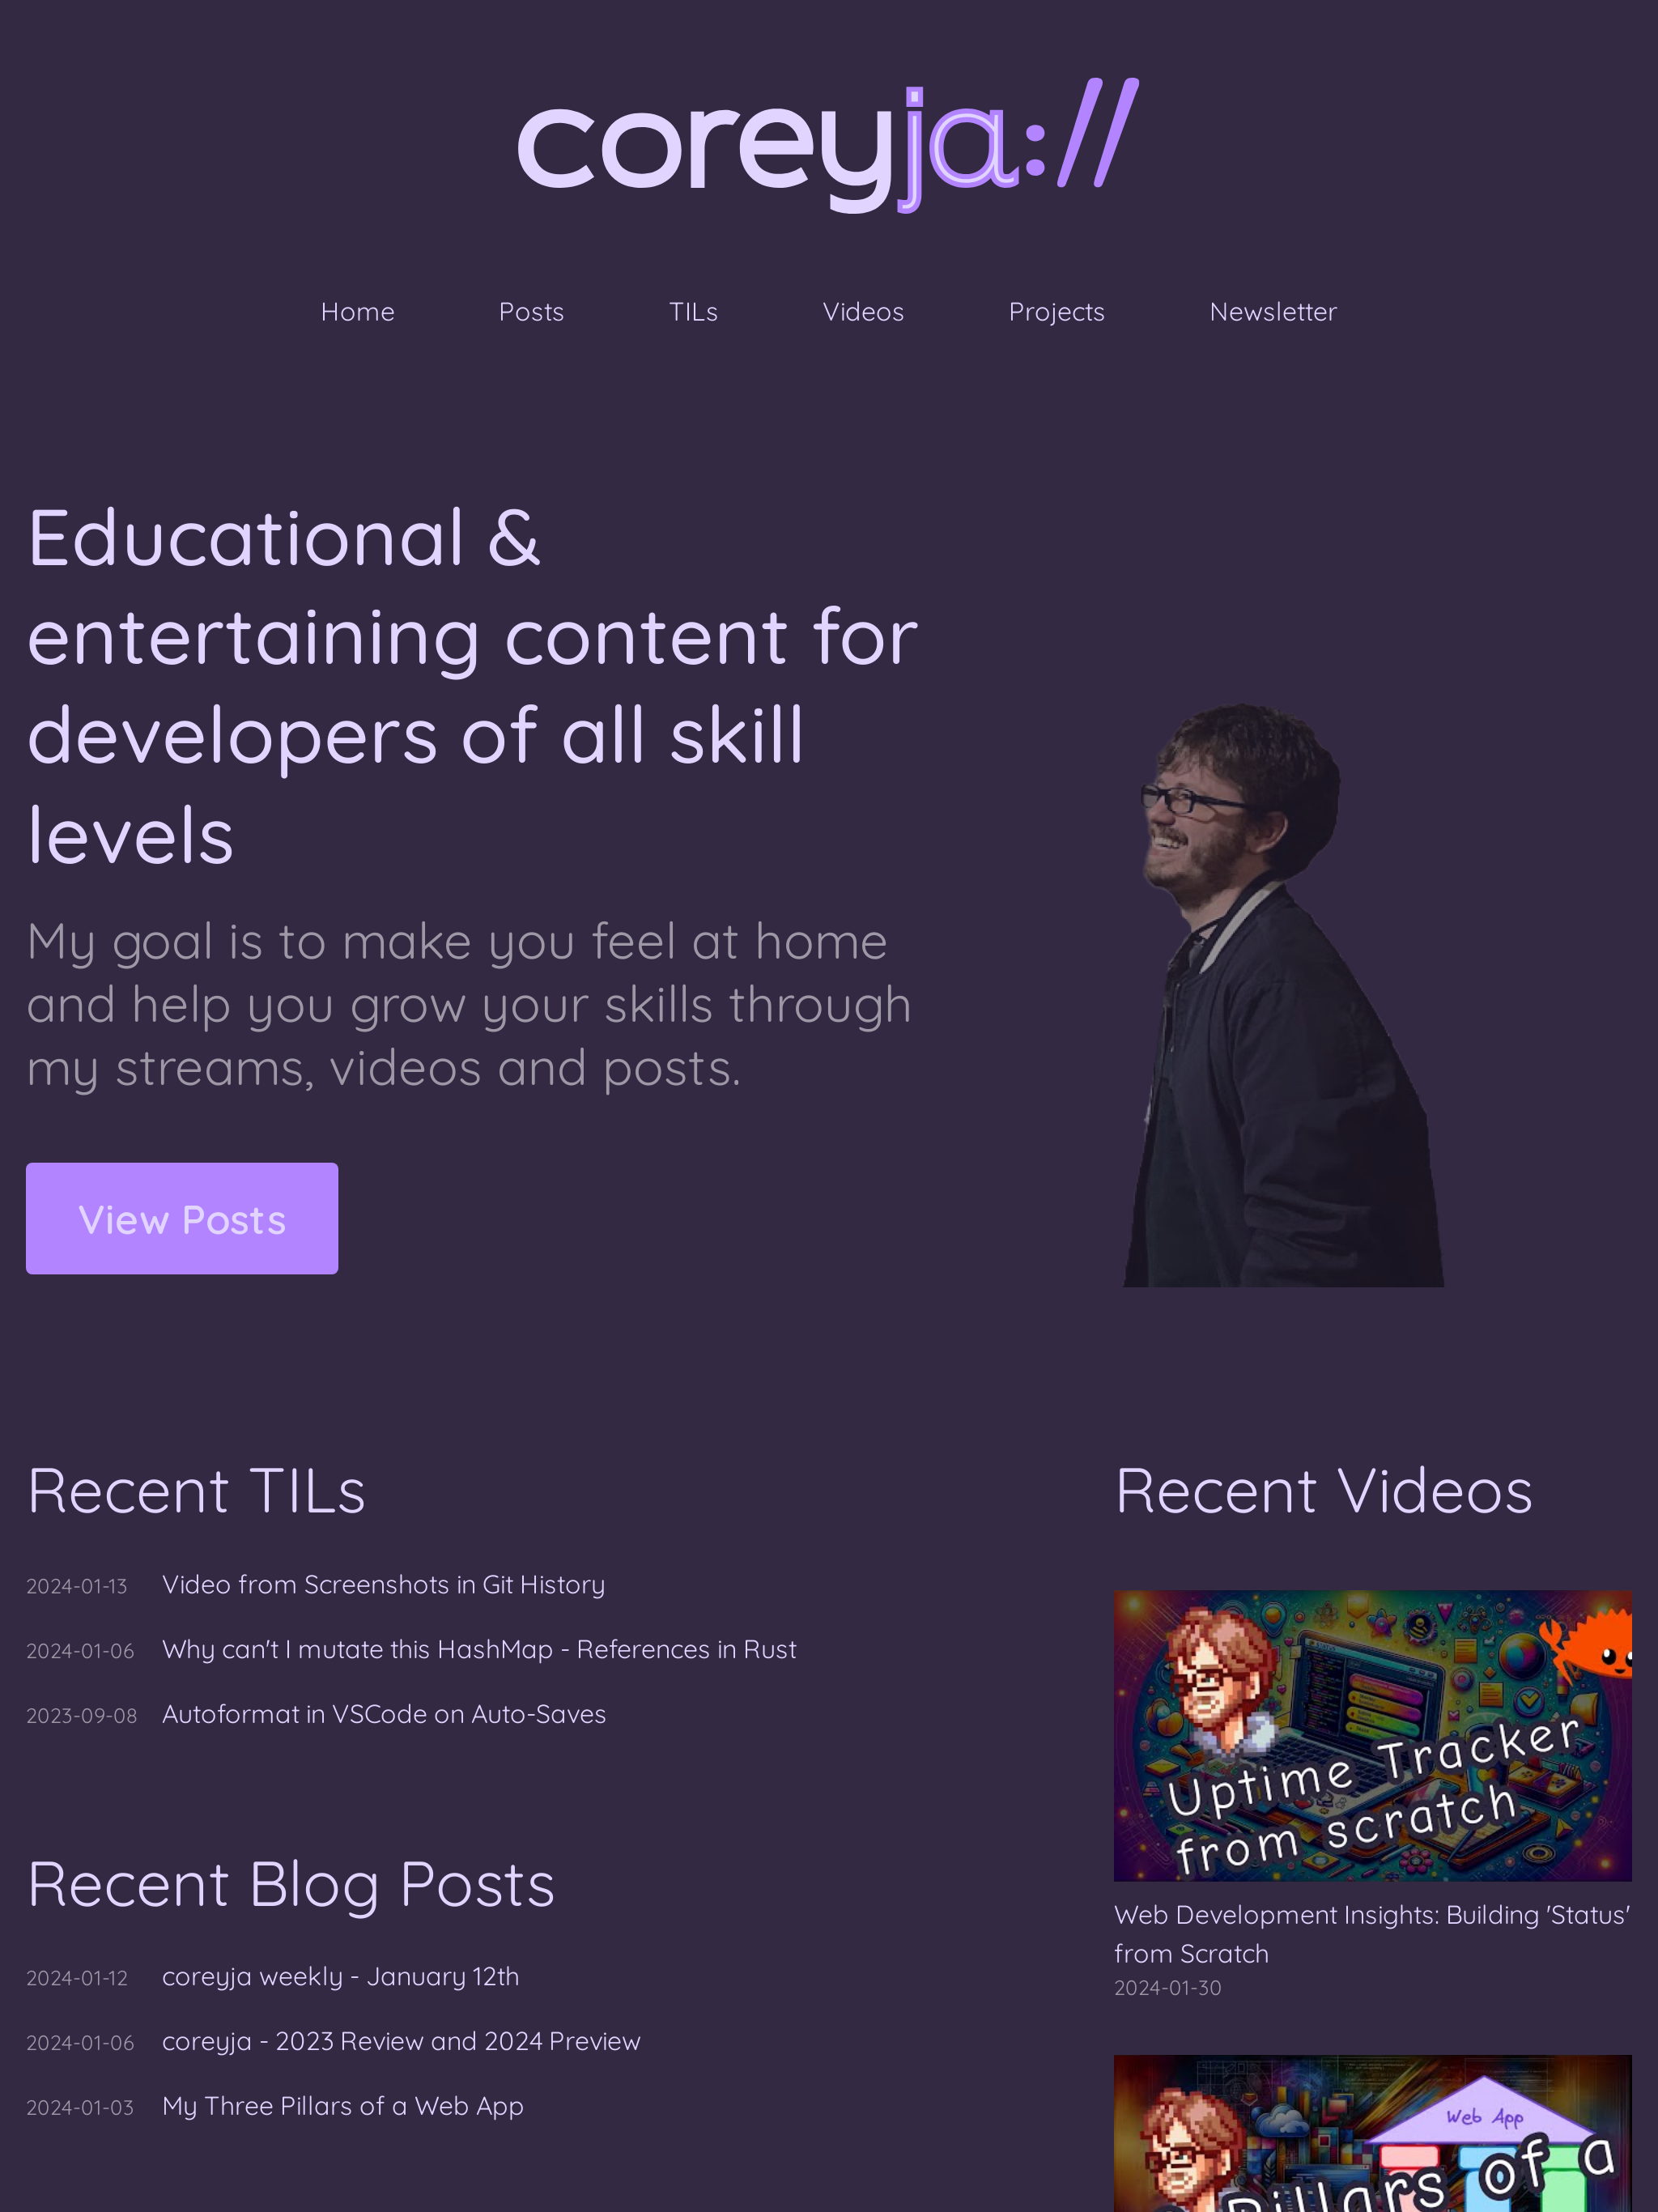 coreyja://
Home Posts TILs Videos Projects Newsletter
Educational &
entertaining content for
developers of all skill
levels
My goal is to make you feel at home
and help you grow your skills through
my streams, videos and posts.
View Posts
Recent TILs
2024-01-13 Video from Screenshots in Git History
2024-01-06 Why can't I mutate this HashMap - References in Rust
2023-09-08 Autoformat in VSCode on Auto-Saves
Recent Blog Posts
2024-01-12 coreyja weekly - January 12th
2024-01-06 coreyja - 2023 Review and 2024 Preview
2024-01-03 My Three Pillars of a Web App
Recent Videos
Uptime Tracker
from scratch
Web Development Insights: Building 'Status'
from Scratch
2024-01-30
Web App
Pillars of a